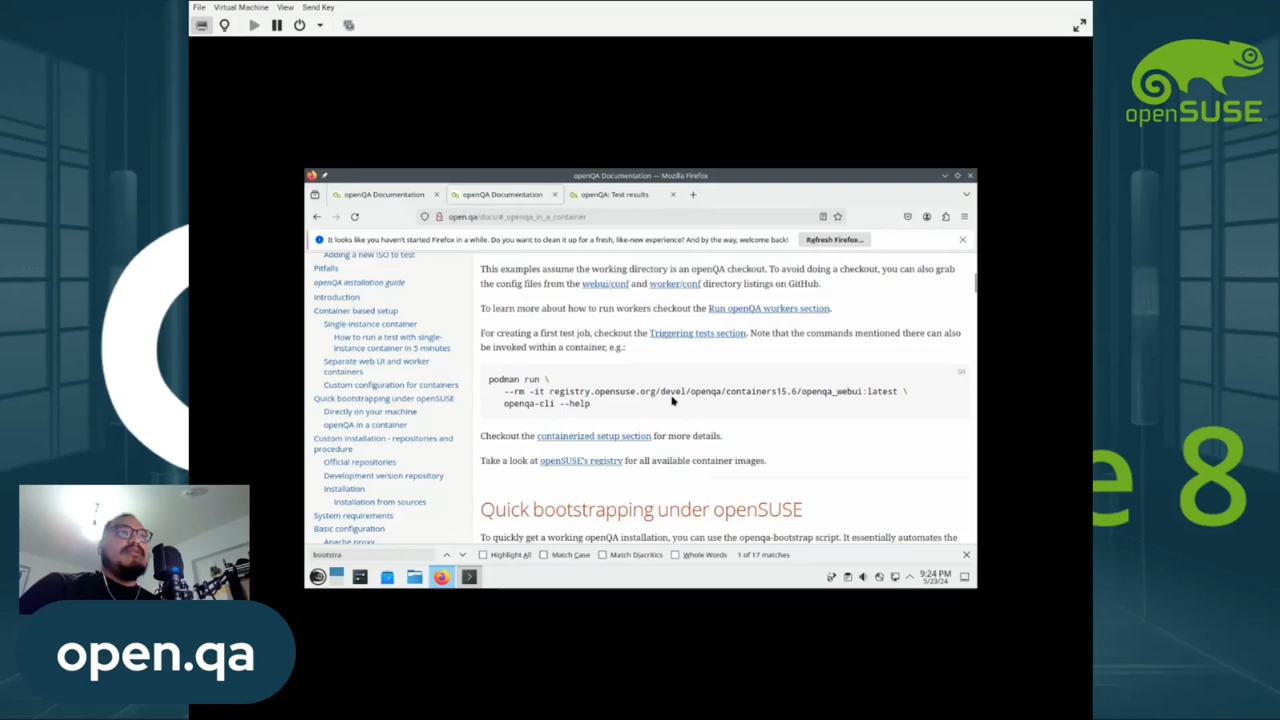 File Virtual Machine View Send Key
openSUSE
openQA Documentation — Mozilla Firefox
openQA Documentation openQA Documentation openQA: Test results
open.qa/docs/#_openqa_in_a_container
It looks like you haven't started Firefox in a while. Do you want to clean it up for a fresh, like-new experience? And by the way, welcome back! Refresh Firefox...
Adding a new ISO to test
Pitfalls
openQA installation guide
Introduction
Container based setup
Single-instance container
How to run a test with single-
instance container in 5 minutes
Separate web UI and worker
containers
Custom configuration for containers
Quick bootstrapping under openSUSE
Directly on your machine
openQA in a container
Custom installation - repositories and
procedure
Official repositories
Development version repository
Installation
Installation from sources
System requirements
Basic configuration
Apache proxy
This examples assume the working directory is an openQA checkout. To avoid doing a checkout, you can also grab
the config files from the webui/conf and worker/conf directory listings on GitHub.
To learn more about how to run workers checkout the Run openQA workers section.
For creating a first test job, checkout the Triggering tests section. Note that the commands mentioned there can also
be invoked within a container, e.g.:
SH
podman run \
--rm -it registry.opensuse.org/devel/openqa/containers15.6/openqa_webui:latest \
openqa-cli --help
Checkout the containerized setup section for more details.
Take a look at openSUSE's registry for all available container images.
Quick bootstrapping under openSUSE
To quickly get a working openQA installation, you can use the openqa-bootstrap script. It essentially automates the
bootstra Highlight All Match Case Match Diacritics Whole Words 1 of 17 matches
9:24 PM
5/23/24
e 8
open.qa